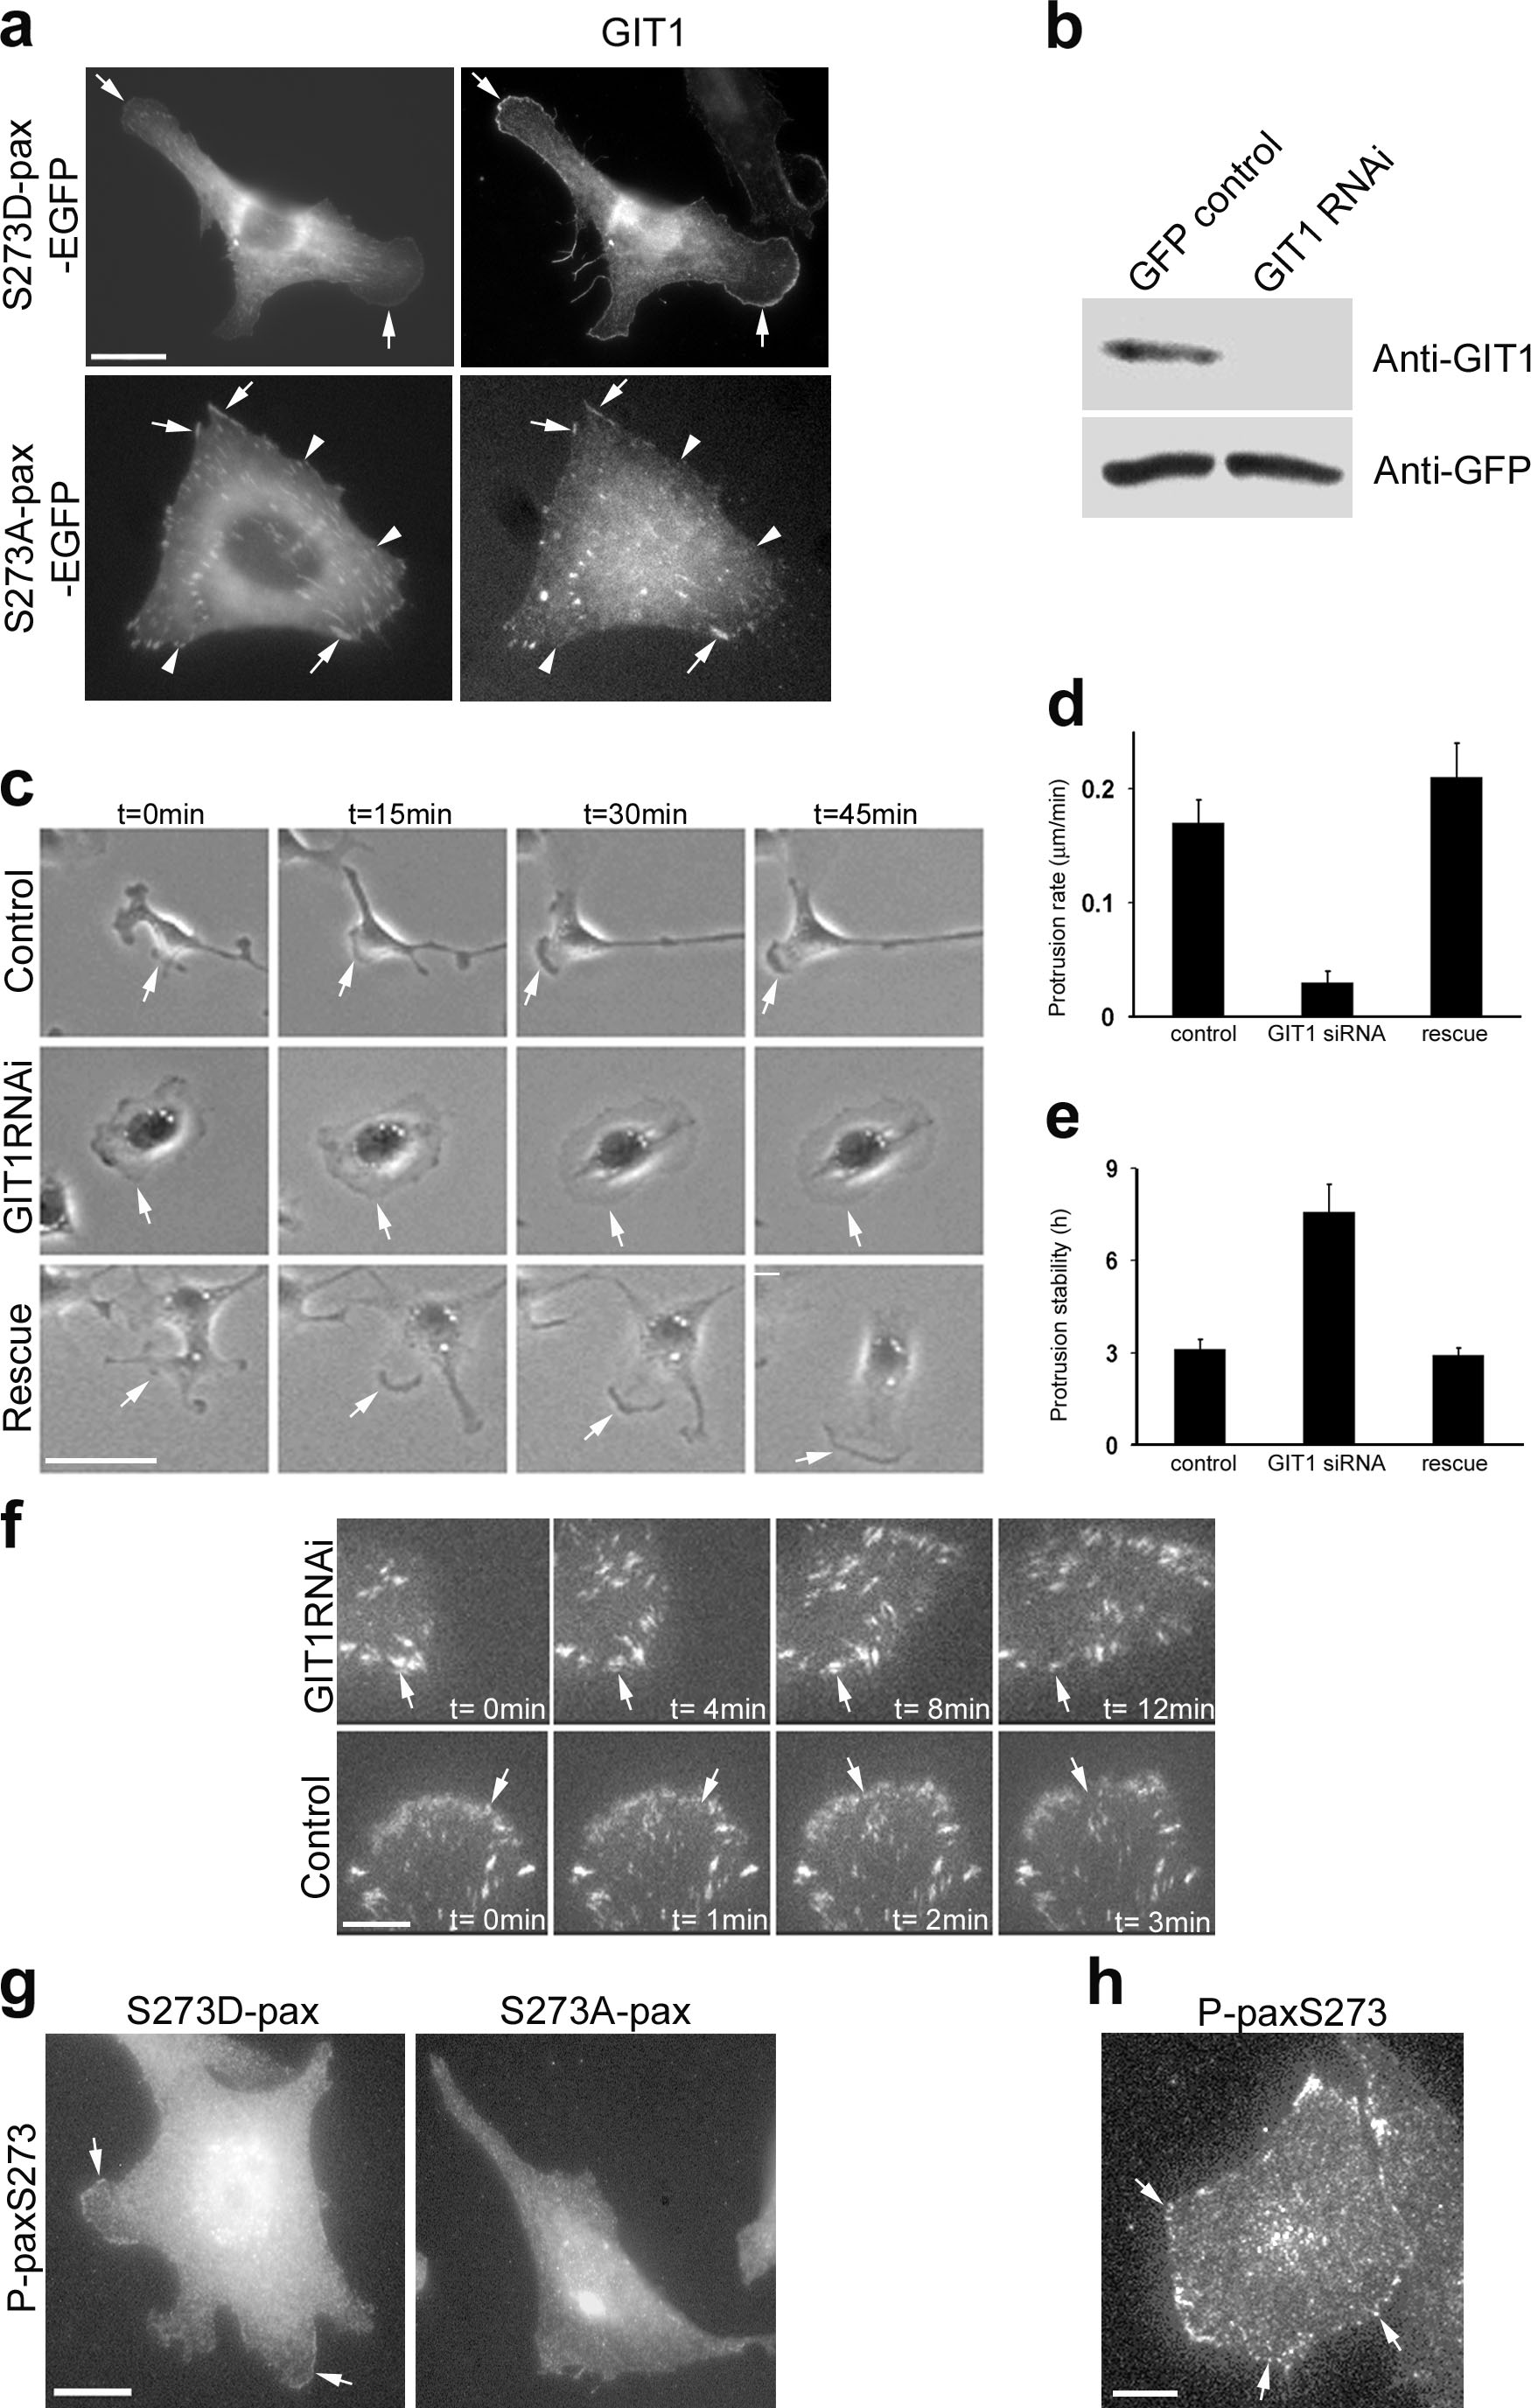 a
GIT1
S273D-pax
-EGFP
S273A-pax
-EGFP
b
GFP control
GIT1 RNAi
Anti-GIT1
Anti-GFP
c
t=0min
t=15min
t=30min
t=45min
Control
GIT1RNAi
Rescue
d
Protrusion rate (μm/min)
0.2
0.1
0
control
GIT1 siRNA
rescue
e
Protrusion stability (h)
9
6
3
0
control
GIT1 siRNA
rescue
f
GIT1RNAi
t= 0min
t= 4min
t= 8min
t= 12min
Control
t= 0min
t= 1min
t= 2min
t= 3min
g
S273D-pax
S273A-pax
P-paxS273
h
P-paxS273